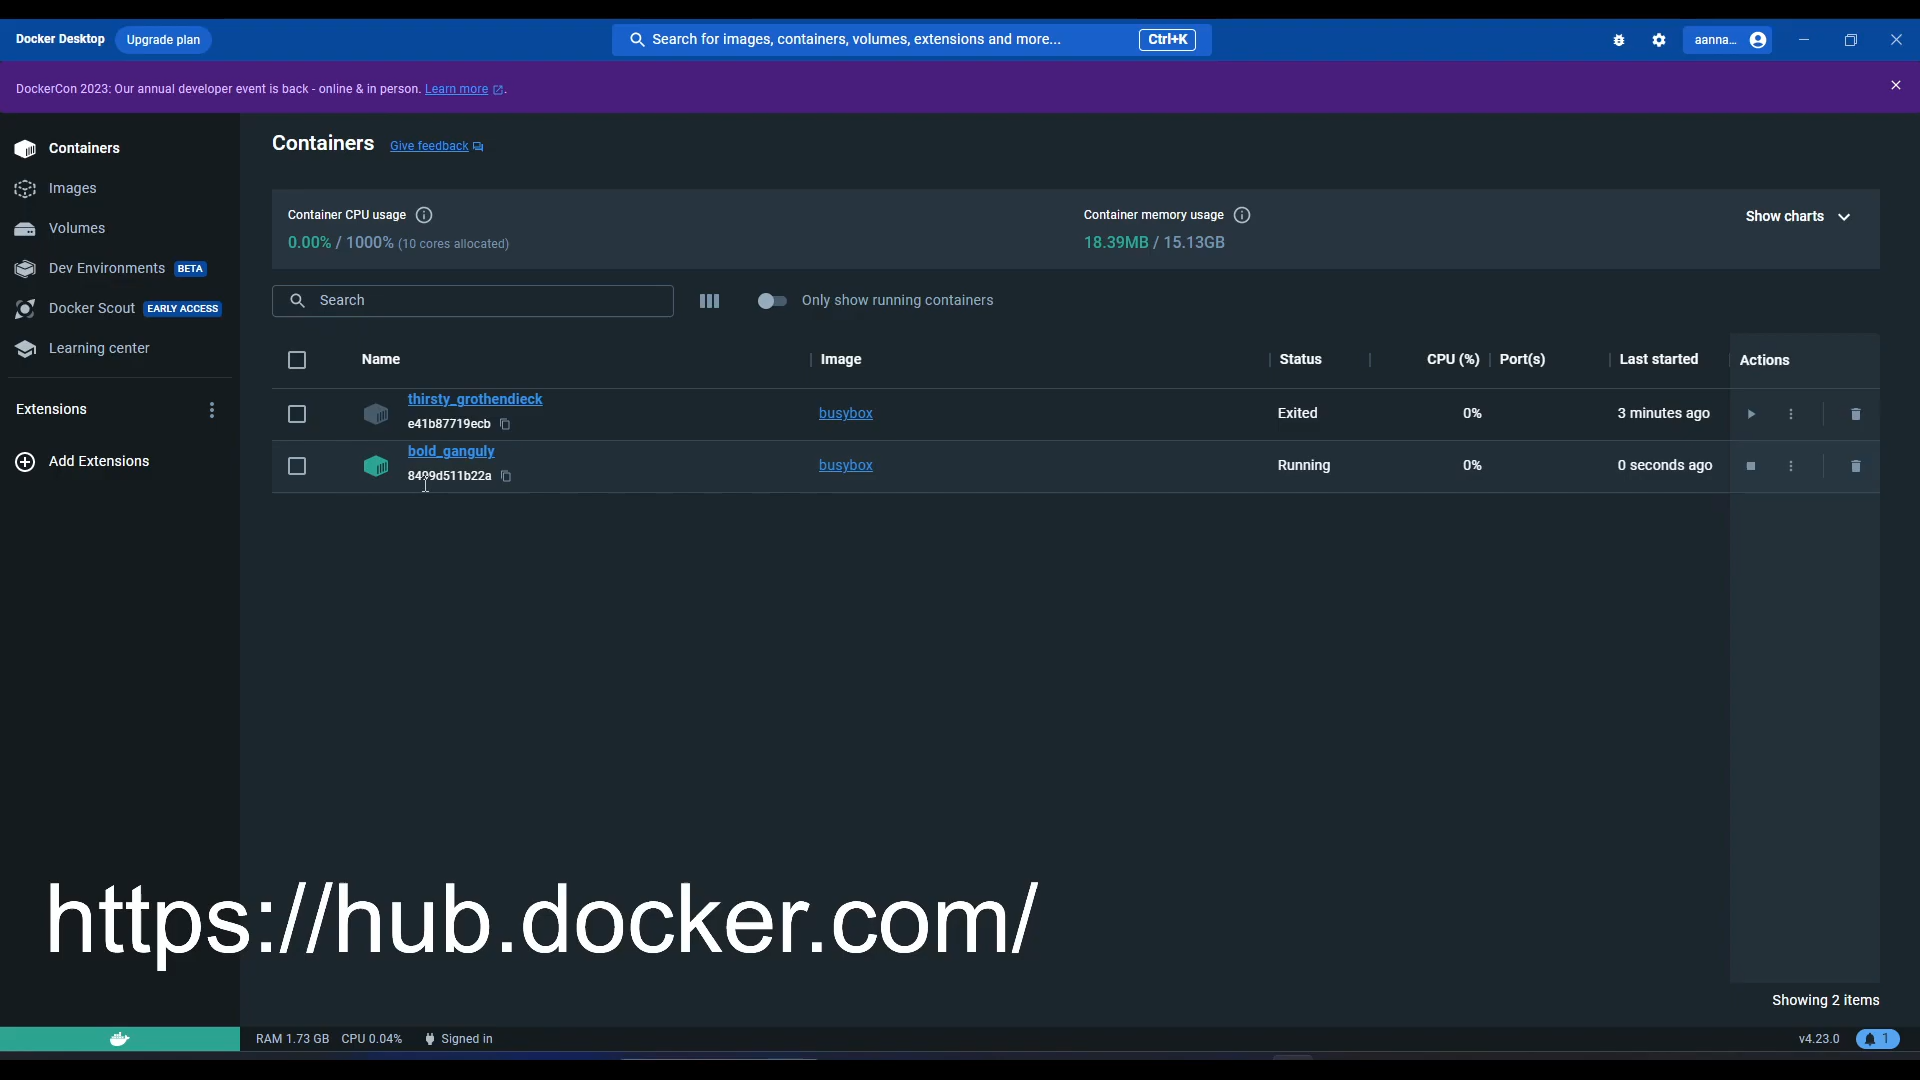 Docker Desktop Upgrade plan Search for images, containers, volumes, extensions and more... Ctrl+K aanna...
DockerCon 2023: Our annual developer event is back - online & in person. Learn more .
Containers
Images
Volumes
Dev Environments BETA
Docker Scout EARLY ACCESS
Learning center
Extensions
Add Extensions
Containers Give feedback
Container CPU usage
0.00% / 1000% (10 cores allocated)
Container memory usage
18.39MB / 15.13GB
Show charts
Search Only show running containers
Name Image Status CPU (%) Port(s) Last started Actions
thirsty_grothendieck
e41b87719ecb
busybox Exited 0% 3 minutes ago
bold_ganguly
8499d511b22a
busybox Running 0% 0 seconds ago
https://hub.docker.com/
Showing 2 items
RAM 1.73 GB CPU 0.04% Signed in v4.23.0 1